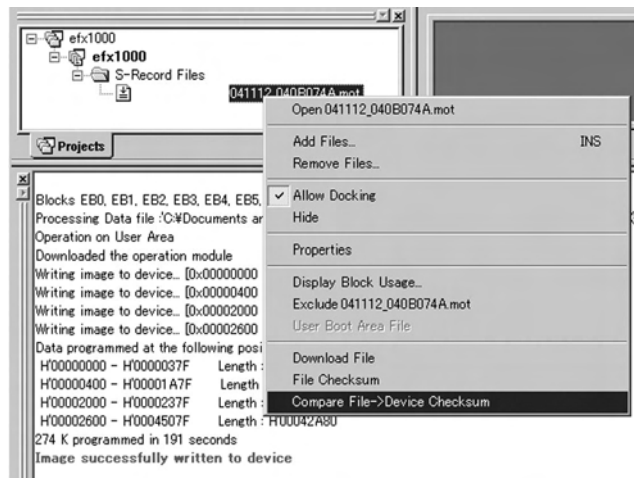 efx1000
efx1000
S-Record Files
041112_040B074A.mot
Projects
Open 041112_040B074A.mot
Add Files... INS
Remove Files...
Allow Docking
Hide
Properties
Display Block Usage...
Exclude 041112_040B074A.mot
User Boot Area File
Download File
File Checksum
Compare File->Device Checksum
Blocks EB0, EB1, EB2, EB3, EB4, EB5,
Processing Data file :'C:¥Documents ar
Operation on User Area
Downloaded the operation module
Writing image to device... [0x00000000
Writing image to device... [0x00000400
Writing image to device... [0x00002000
Writing image to device... [0x00002600
Data programmed at the following posi
H'00000000 - H'0000037F Length :
H'00000400 - H'00001A7F Length
H'00002000 - H'0000237F Length :
H'00002600 - H'0004507F Length : H'00042A80
274 K programmed in 191 seconds
Image successfully written to device